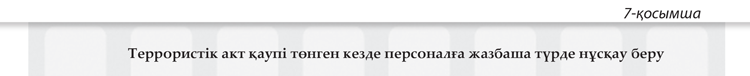 7-қосымша
Террористік акт қаупі төнген кезде персоналға жазбаша түрде нұсқау беру